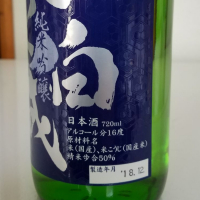 純米吟醸
白
日本酒 720ml
アルコール分16度
原材料名
米(国産)、米こうじ(国産米)
精米歩合50%
製造年月 '18.12